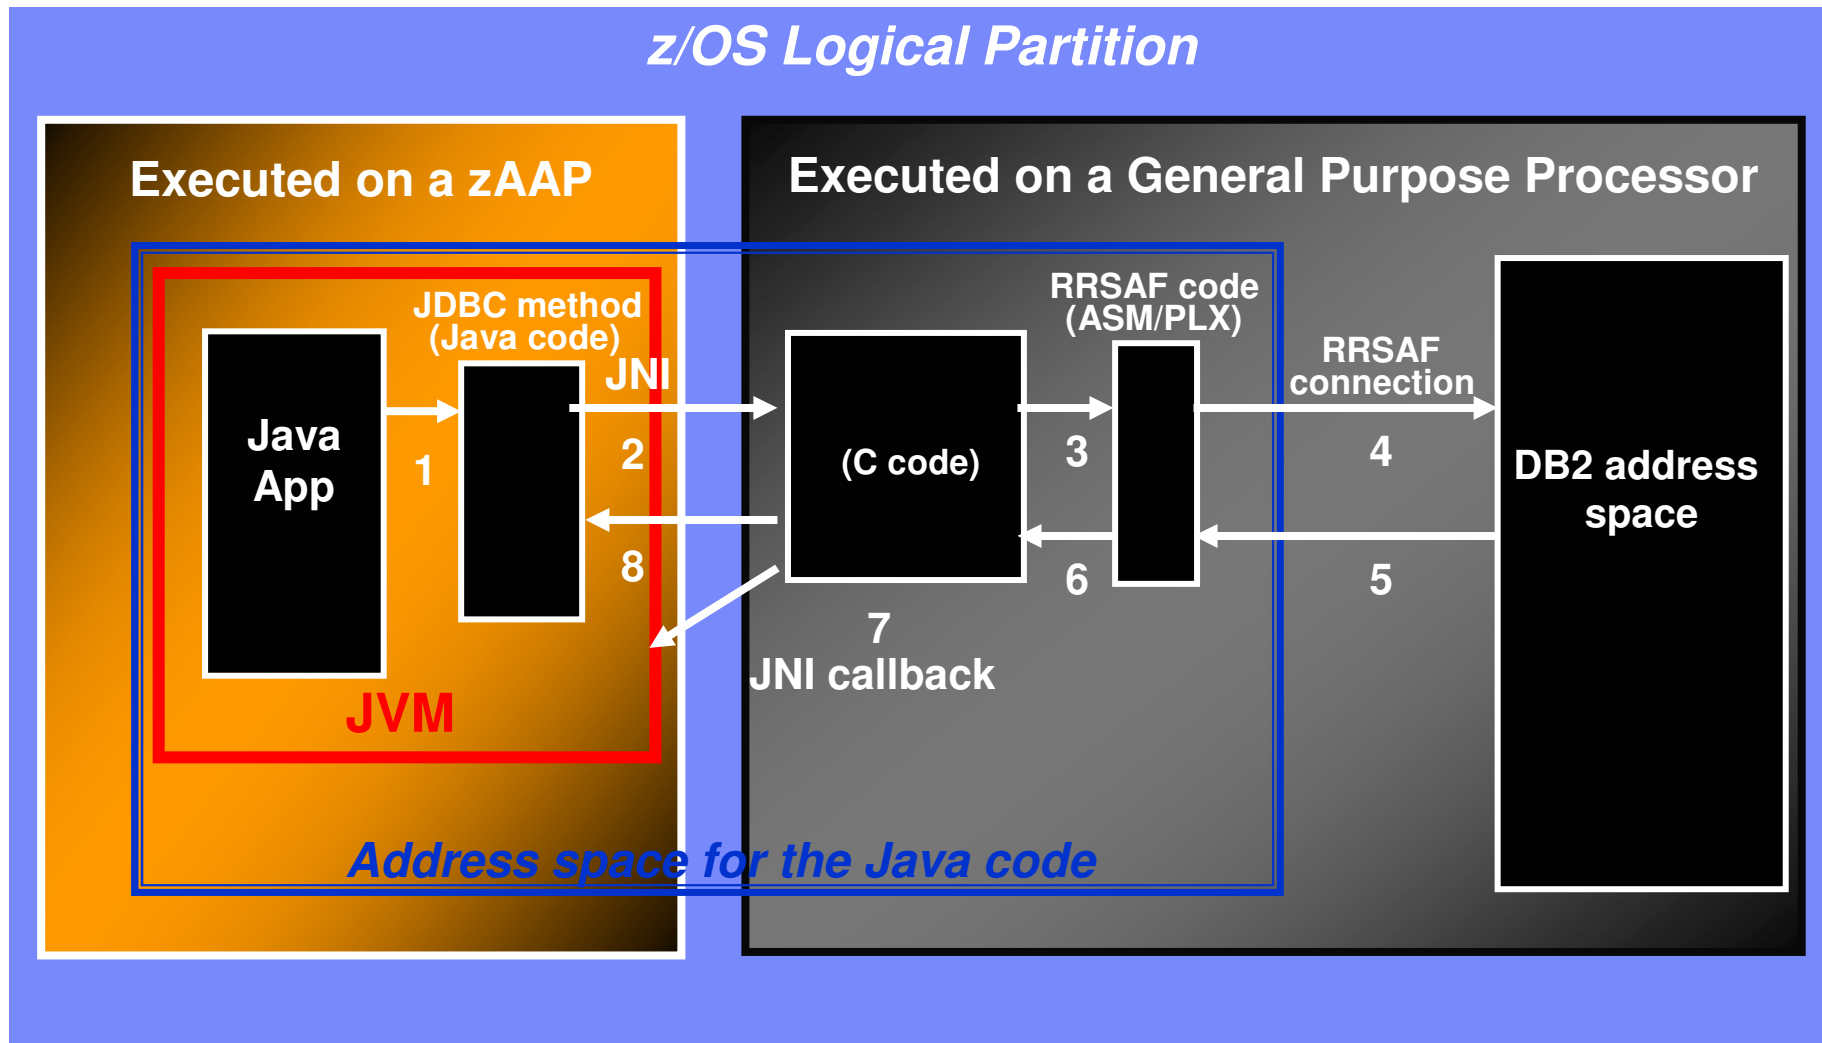 z/OS Logical Partition
Executed on a zAAP
Executed on a General Purpose Processor
JDBC method
(Java code)
JNI
Java
App
1
2
8
JVM
(C code)
7
JNI callback
RRSAF code
(ASM/PLX)
3
6
RRSAF
connection
4
5
DB2 address
space
Address space for the Java code